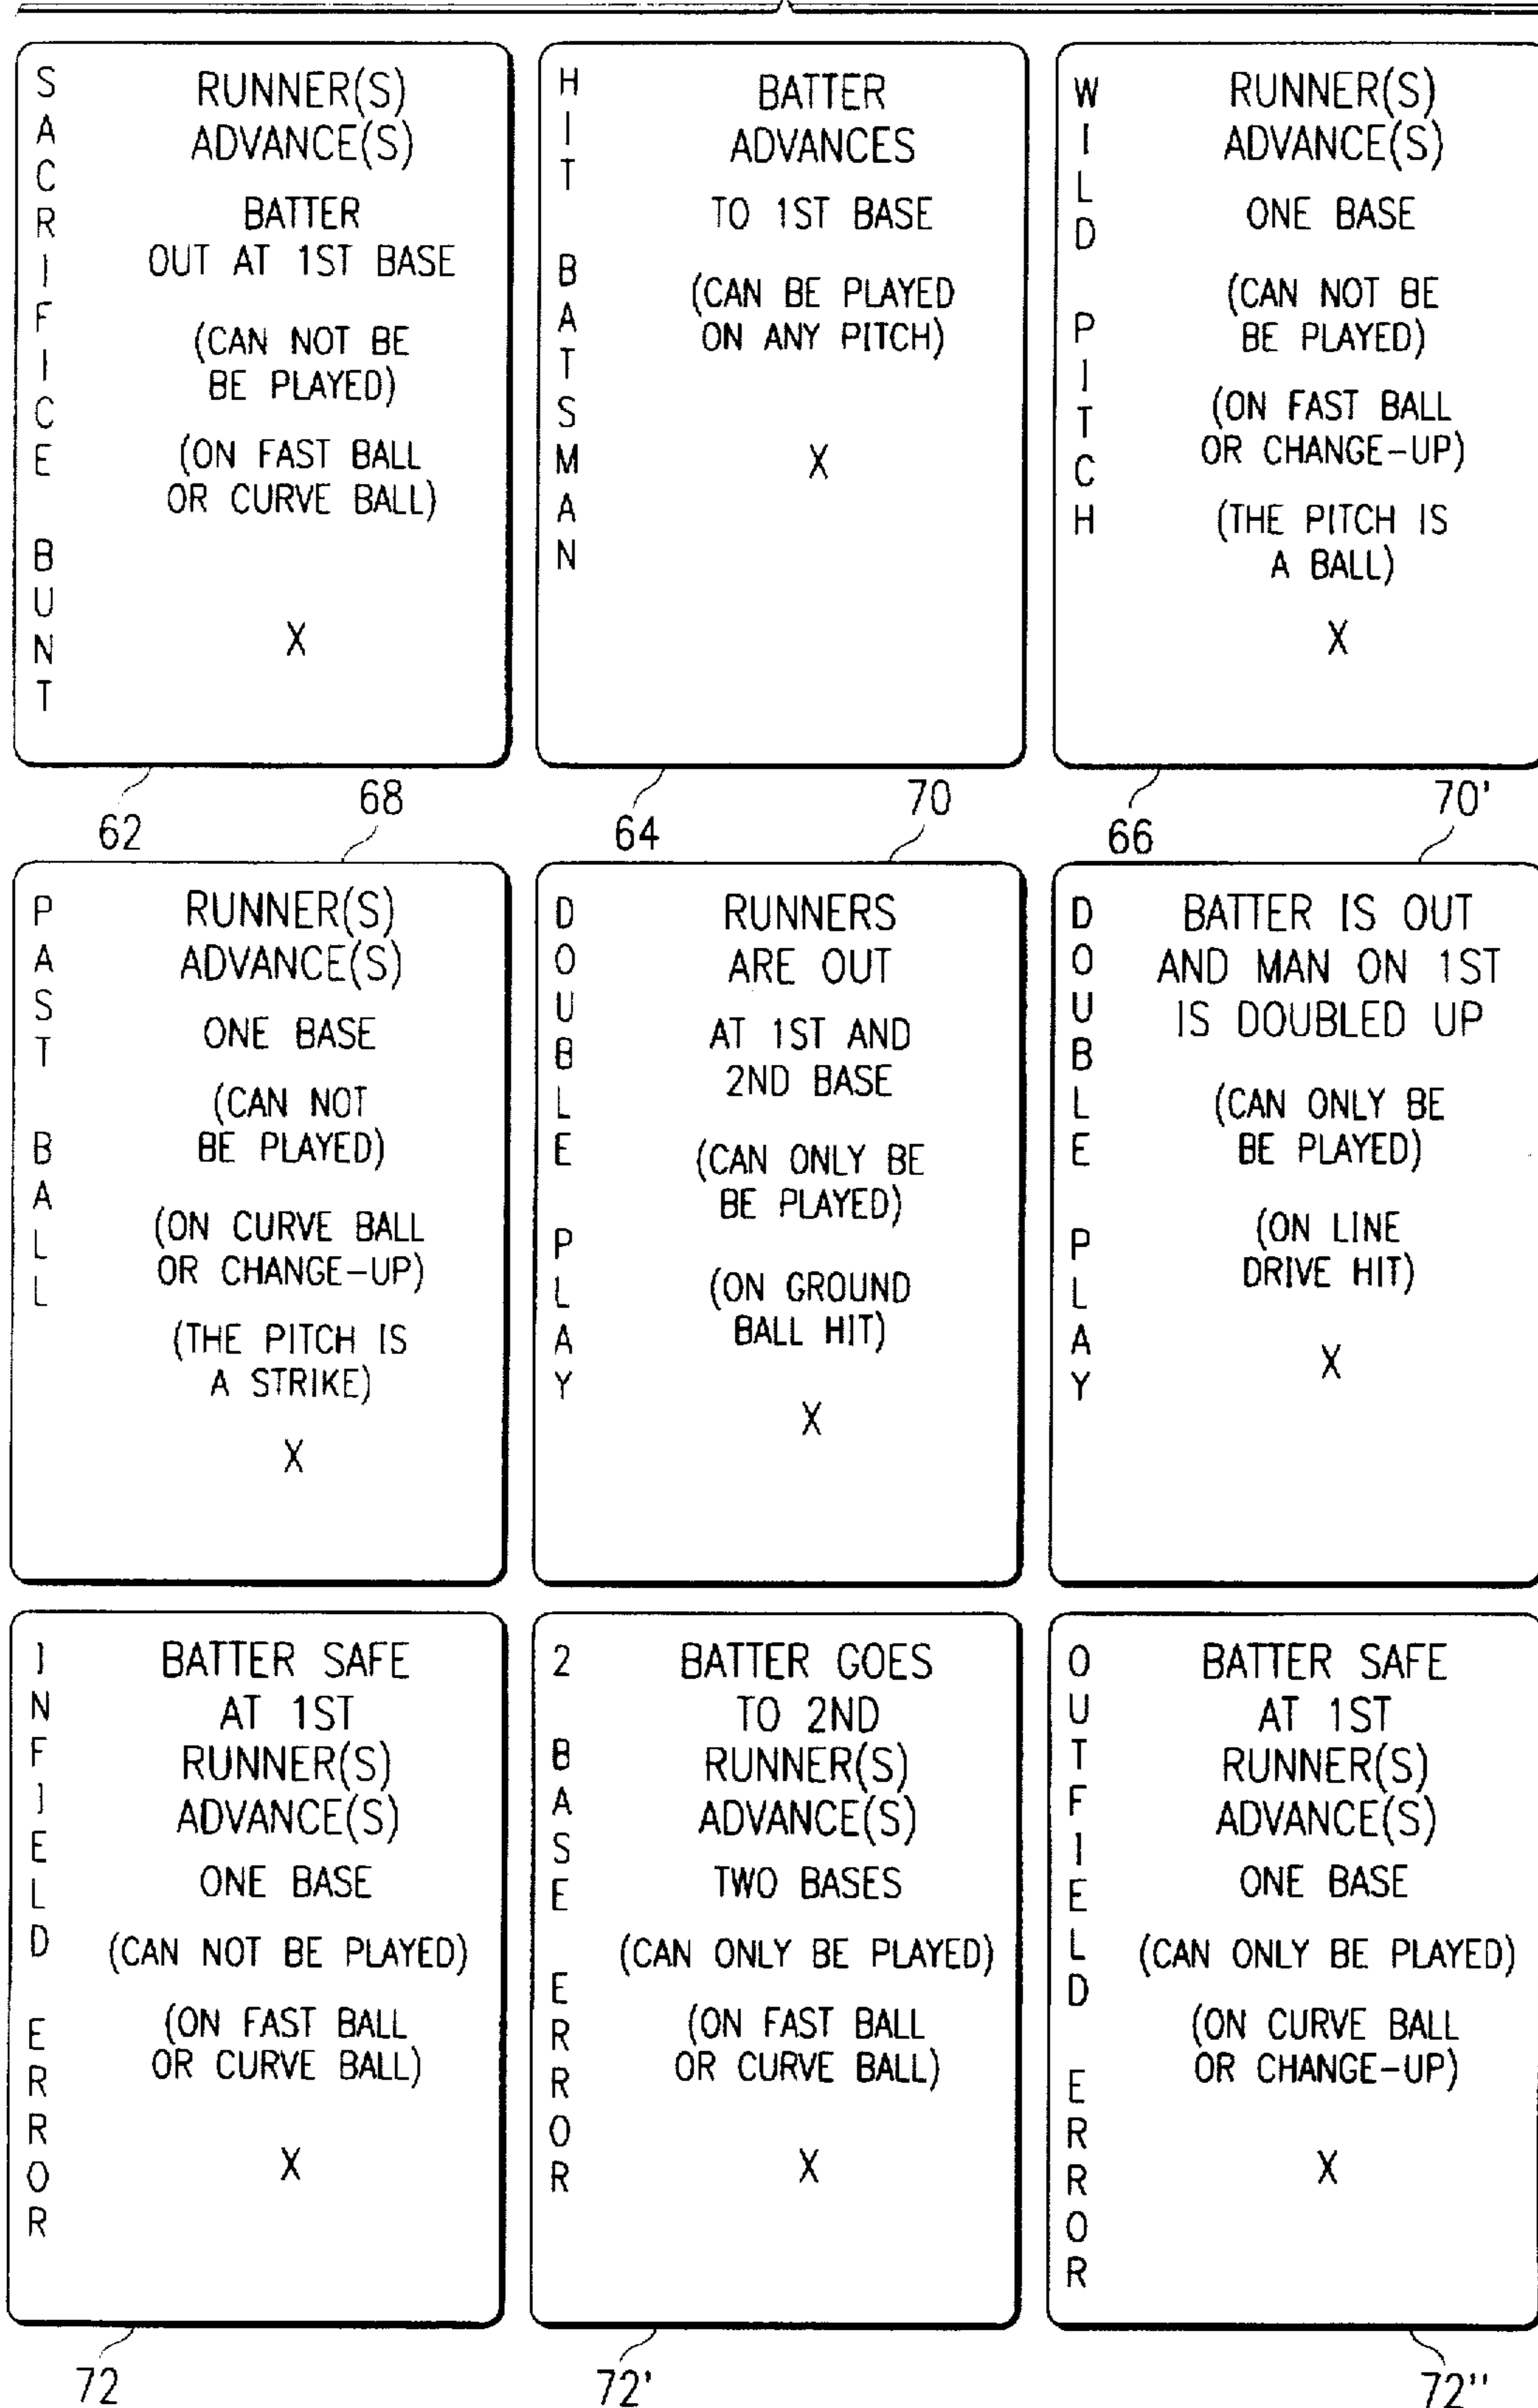 SACRIFICE BUNT
RUNNER(S)
ADVANCE(S)
BATTER
OUT AT 1ST BASE
(CAN NOT BE
BE PLAYED)
(ON FAST BALL
OR CURVE BALL)
X
62
HIT BATSMAN
BATTER
ADVANCES
TO 1ST BASE
(CAN BE PLAYED
ON ANY PITCH)
X
64
WILD PITCH
RUNNER(S)
ADVANCE(S)
ONE BASE
(CAN NOT BE
BE PLAYED)
(ON FAST BALL
OR CHANGE-UP)
(THE PITCH IS
A BALL)
X
66
68
PAST BALL
RUNNER(S)
ADVANCE(S)
ONE BASE
(CAN NOT
BE PLAYED)
(ON CURVE BALL
OR CHANGE-UP)
(THE PITCH IS
A STRIKE)
X
70
DOUBLE PLAY
RUNNERS
ARE OUT
AT 1ST AND
2ND BASE
(CAN ONLY BE
BE PLAYED)
(ON GROUND
BALL HIT)
X
70'
DOUBLE PLAY
BATTER IS OUT
AND MAN ON 1ST
IS DOUBLED UP
(CAN ONLY BE
BE PLAYED)
(ON LINE
DRIVE HIT)
X
INFIELD ERROR
BATTER SAFE
AT 1ST
RUNNER(S)
ADVANCE(S)
ONE BASE
(CAN NOT BE PLAYED)
(ON FAST BALL
OR CURVE BALL)
X
72
2 BASE ERROR
BATTER GOES
TO 2ND
RUNNER(S)
ADVANCE(S)
TWO BASES
(CAN ONLY BE PLAYED)
(ON FAST BALL
OR CURVE BALL)
X
72'
OUTFIELD ERROR
BATTER SAFE
AT 1ST
RUNNER(S)
ADVANCE(S)
ONE BASE
(CAN ONLY BE PLAYED)
(ON CURVE BALL
OR CHANGE-UP)
X
72''